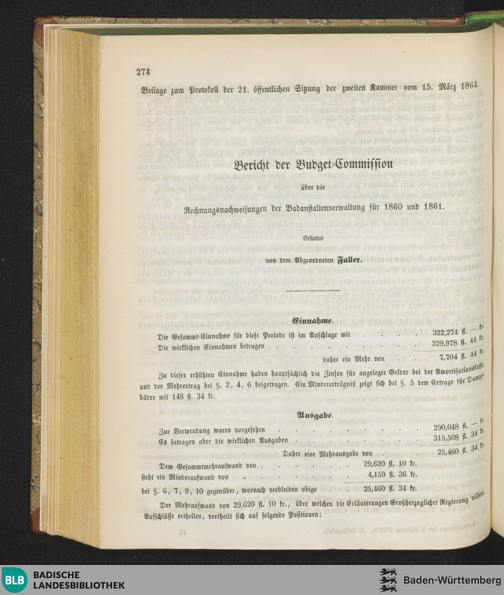 274
Beilage zum Protokoll der 21. öffentlichen Sitzung der zweiten Kammer vom 15. März 1864.
Bericht der Budget-Commission
über die
Rechnungsnachweisungen der Badanstaltenverwaltung für 1860 und 1861.
Erstattet
von dem Abgeordneten Faller.
Einnahme.
Die Gesammt-Einnahme für diese Periode ist im Anschlage mit . . . . 322,274 fl. — kr.
Die wirklichen Einnahmen betragen . . . . . . . 329,978 fl. 44 kr.
daher ein Mehr von . . 7,704 fl. 44 kr.
Zu dieser erhöhten Einnahme haben hauptsächlich die Zinsen für angelegte Gelder bei der Amortisationskasse
und der Mehrertrag bei §. 2, 4, 6 beigetragen. Ein Mindererträgniß zeigt sich bei §. 5 dem Ertrage für Dampf-
bäder mit 148 fl. 34 kr.
Ausgabe.
Zur Verwendung waren vorgesehen . . . . . . . 290,048 fl. — kr.
Es betragen aber die wirklichen Ausgaben . . . . . . 315,508 fl. 34 kr.
Daher eine Mehrausgabe von . . . 25,460 fl. 34 kr.
Dem Gesammtmehraufwand von . . . . 29,620 fl. 10 kr.
steht ein Minderaufwand von . . . . . 4,159 fl. 36 kr.
bei §. 6, 7, 9, 10 gegenüber, wornach verbleiben obige . . 25,460 fl. 34 kr.
Der Mehraufwand von 29,620 fl. 10 kr., über welchen die Erläuterungen Großherzoglicher Regierung nähere
Aufschlüsse ertheilen, vertheilt sich auf folgende Positionen:
BLB BADISCHE
LANDESBIBLIOTHEK
Baden-Württemberg